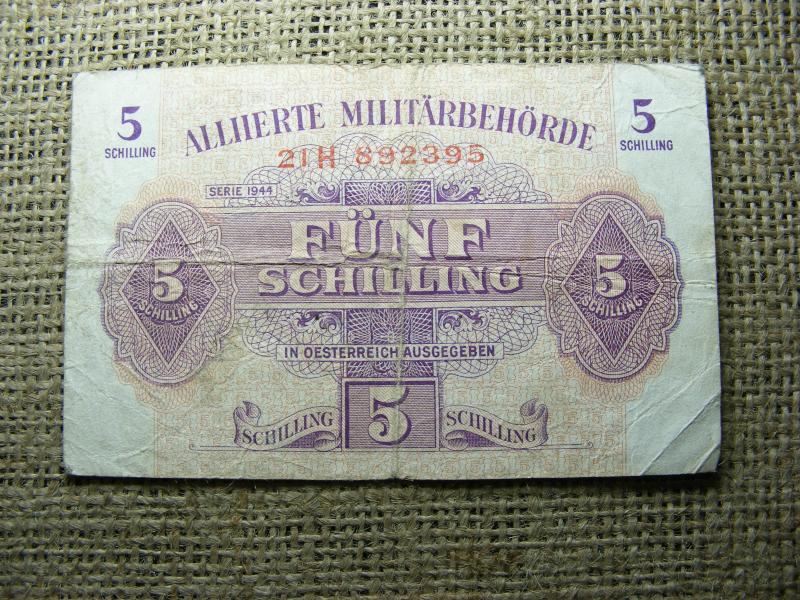 5
SCHILLING
5
SCHILLING
ALLIIERTE MILITÄRBEHÖRDE
21H 892395
SERIE 1944
FÜNF
SCHILLING
5
SCHILLING
5
SCHILLING
IN OESTERREICH AUSGEGEBEN
SCHILLING 5 SCHILLING